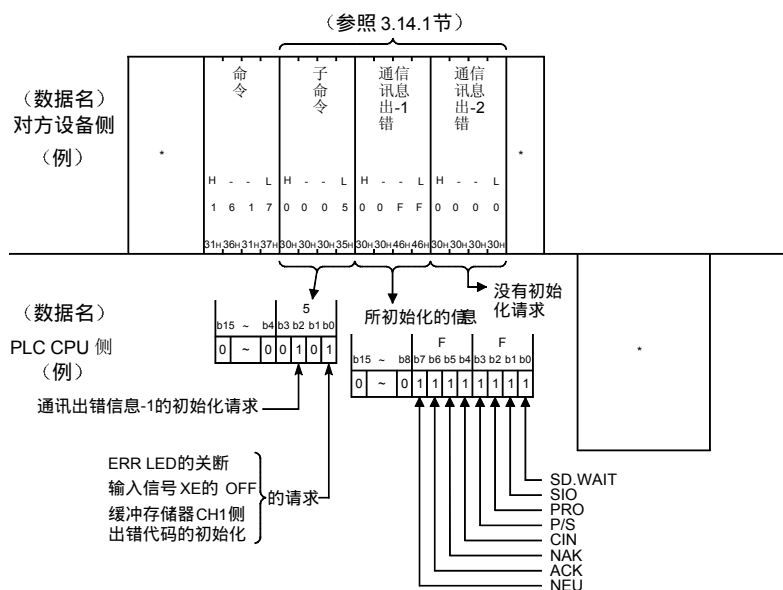 （参照 3.14.1节）
（数据名）
对方设备侧
（例）
*
命令
子命令
通讯出错信息-1
通讯出错信息-2
*
H - - L H - - L H - - L H - - L
1 6 1 7 0 0 0 5 0 0 F F 0 0 0 0
31H 36H 31H 37H 30H 30H 30H 35H 30H 30H 46H 46H 30H 30H 30H 30H
（数据名）
PLC CPU 侧
（例）
5
b15 ~ b4 b3 b2 b1 b0
0 ~ 0 0 1 0 1
所初始化的信息
F F
b15 ~ b8 b7 b6 b5 b4 b3 b2 b1 b0
0 ~ 0 1 1 1 1 1 1 1 1
没有初始
化请求
*
通讯出错信息-1的初始化请求
ERR LED的关断
输入信号 XE的 OFF
缓冲存储器 CH1侧
出错代码的初始化
的请求
SD.WAIT
SIO
PRO
P/S
CIN
NAK
ACK
NEU